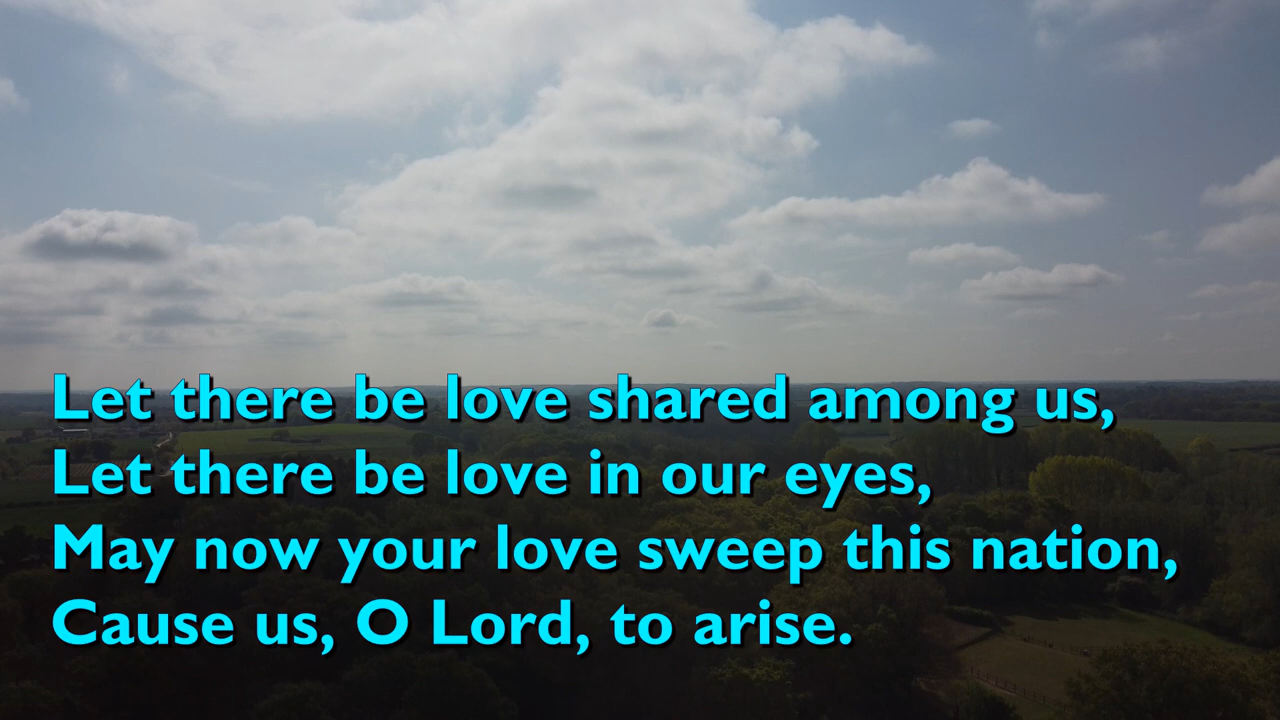 Let there be love shared among us,
Let there be love in our eyes,
May now your love sweep this nation,
Cause us, O Lord, to arise.